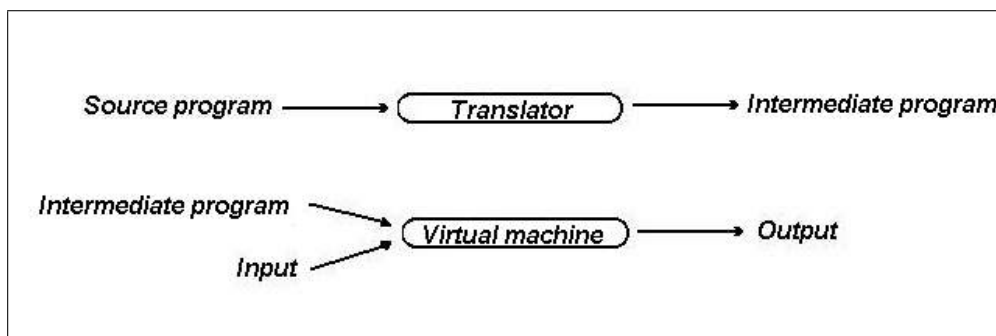 Source program
Translator
Intermediate program
Intermediate program
Input
Virtual machine
Output